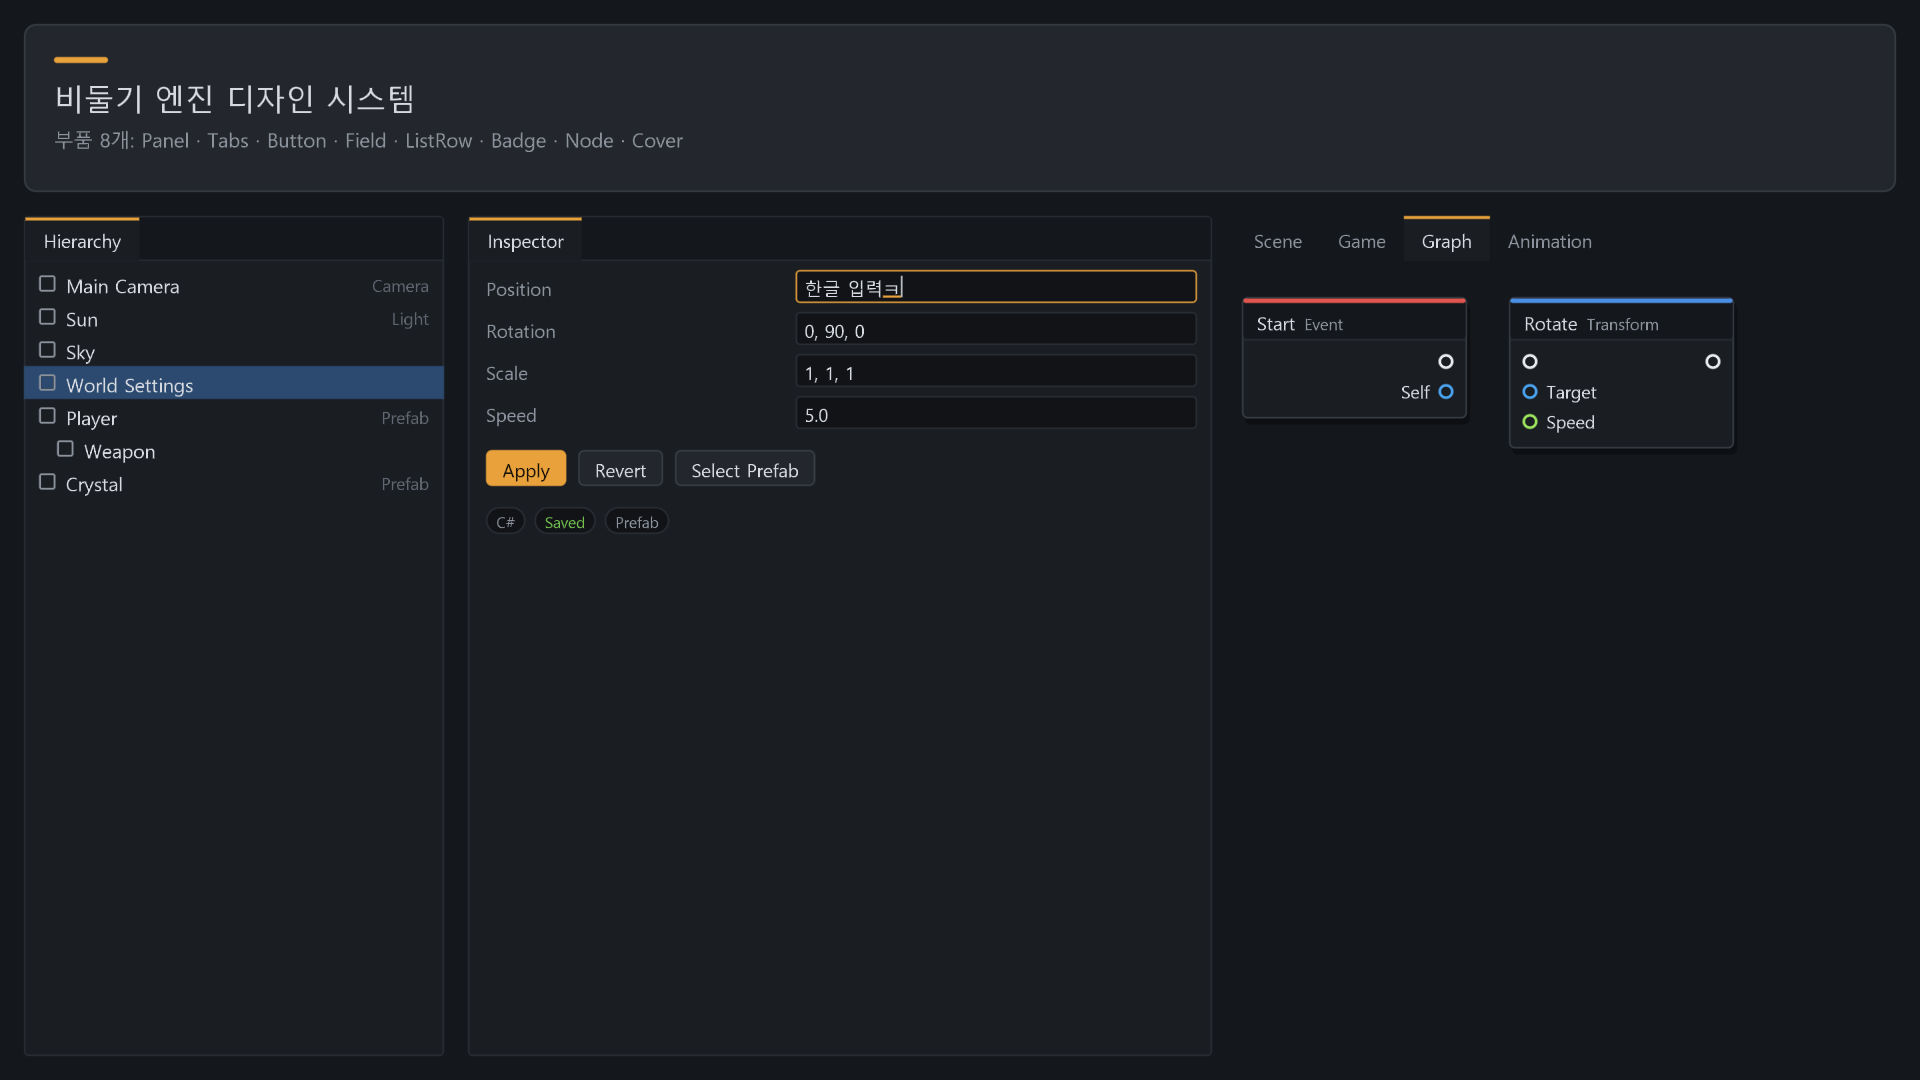 비둘기 엔진 디자인 시스템
부품 8개: Panel · Tabs · Button · Field · ListRow · Badge · Node · Cover
Hierarchy
Main Camera Camera
Sun Light
Sky
World Settings
Player Prefab
Weapon
Crystal Prefab
Inspector
Position 한글 입력ㅋ
Rotation 0, 90, 0
Scale 1, 1, 1
Speed 5.0
Apply Revert Select Prefab
C# Saved Prefab
Scene Game Graph Animation
Start Event
Self
Rotate Transform
Target
Speed